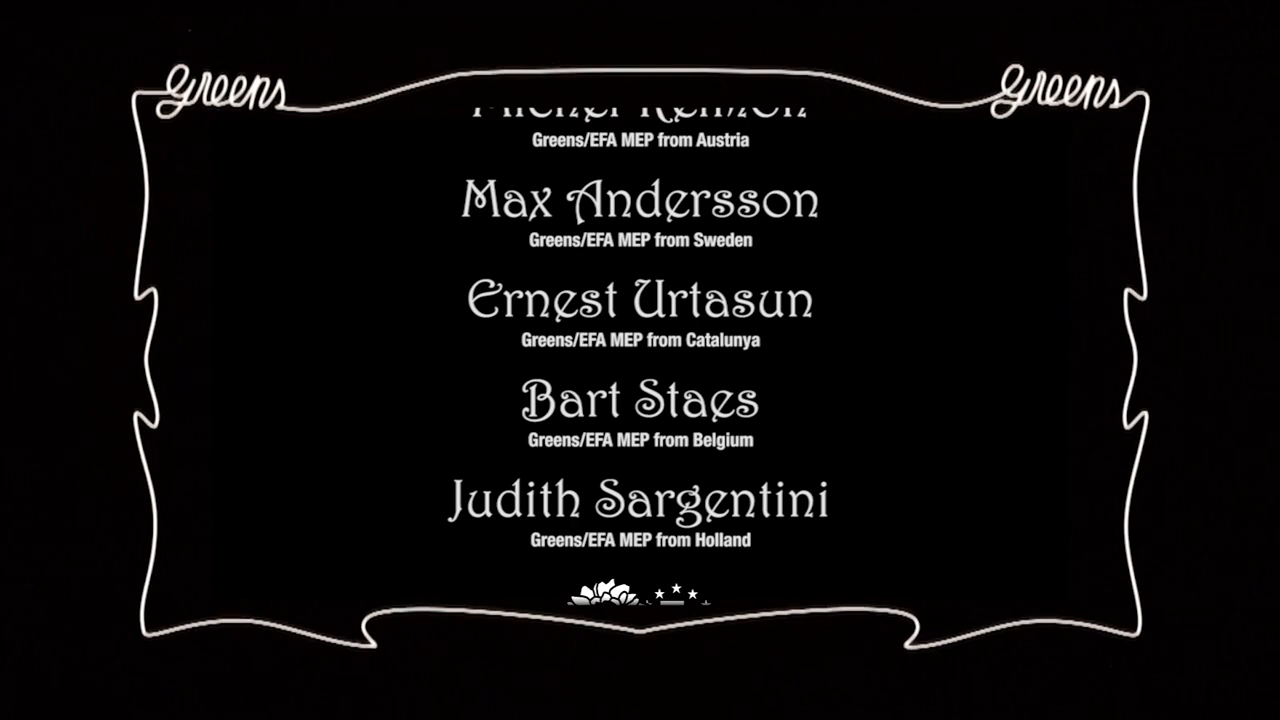 Greens Greens
Greens/EFA MEP from Austria
Max Andersson
Greens/EFA MEP from Sweden
Ernest Urtasun
Greens/EFA MEP from Catalunya
Bart Staes
Greens/EFA MEP from Belgium
Judith Sargentini
Greens/EFA MEP from Holland